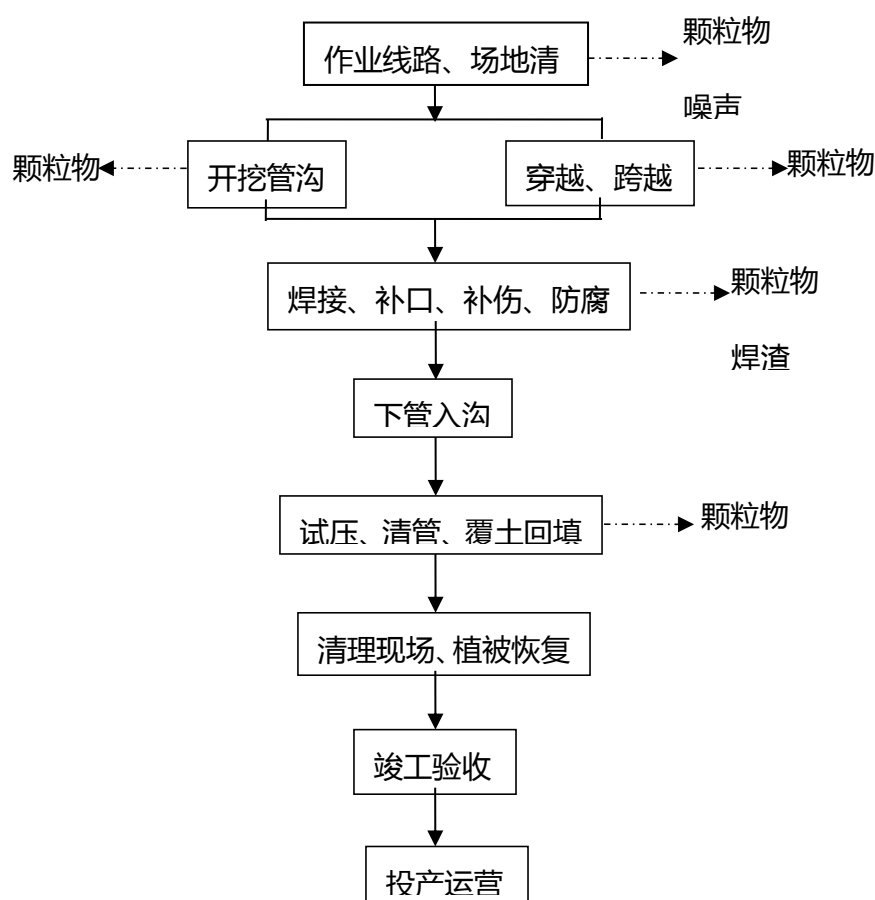 颗粒物
作业线路、场地清
噪声
颗粒物
开挖管沟
穿越、跨越
颗粒物
颗粒物
焊接、补口、补伤、防腐
焊渣
下管入沟
试压、清管、覆土回填
颗粒物
清理现场、植被恢复
竣工验收
投产运营